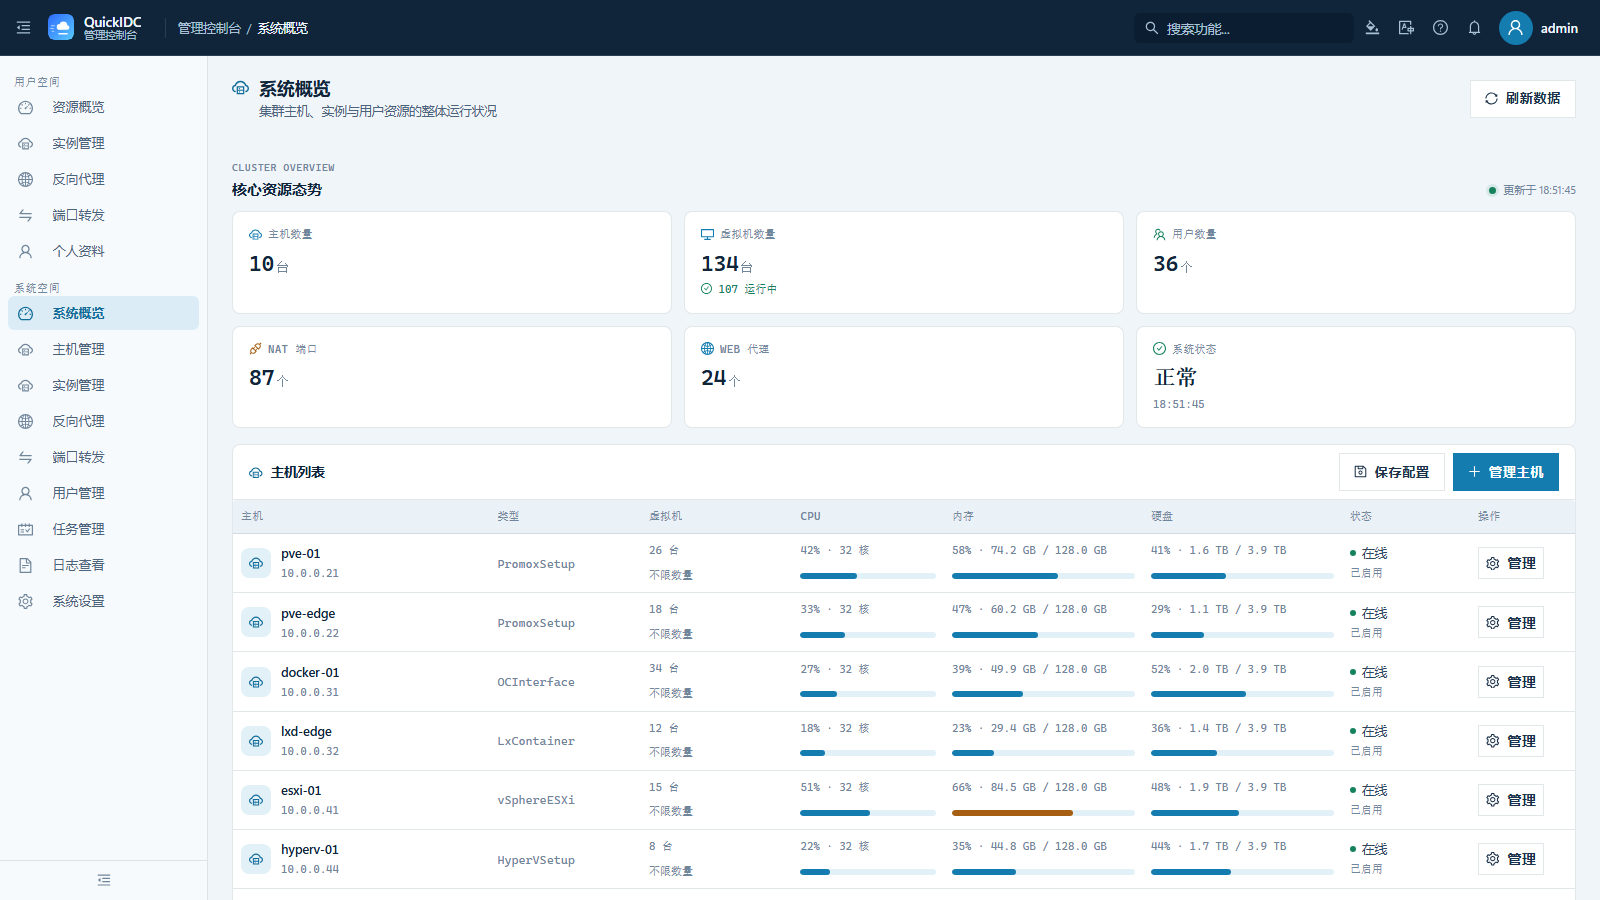 QuickIDC
管理控制台
管理控制台 / 系统概览
搜索功能...
admin
用户空间
资源概览
实例管理
反向代理
端口转发
个人资料
系统空间
系统概览
主机管理
实例管理
反向代理
端口转发
用户管理
任务管理
日志查看
系统设置
系统概览
集群主机、实例与用户资源的整体运行状况
刷新数据
CLUSTER OVERVIEW
核心资源态势
更新于 18:51:45
主机数量
10台
虚拟机数量
134台
107 运行中
用户数量
36个
NAT 端口
87个
WEB 代理
24个
系统状态
正常
18:51:45
主机列表
保存配置
管理主机
主机 类型 虚拟机 CPU 内存 硬盘 状态 操作
pve-01
10.0.0.21
PromoxSetup
26 台
不限数量
42% · 32 核
58% · 74.2 GB / 128.0 GB
41% · 1.6 TB / 3.9 TB
在线
已启用
管理
pve-edge
10.0.0.22
PromoxSetup
18 台
不限数量
33% · 32 核
47% · 60.2 GB / 128.0 GB
29% · 1.1 TB / 3.9 TB
在线
已启用
管理
docker-01
10.0.0.31
OCInterface
34 台
不限数量
27% · 32 核
39% · 49.9 GB / 128.0 GB
52% · 2.0 TB / 3.9 TB
在线
已启用
管理
lxd-edge
10.0.0.32
LxContainer
12 台
不限数量
18% · 32 核
23% · 29.4 GB / 128.0 GB
36% · 1.4 TB / 3.9 TB
在线
已启用
管理
esxi-01
10.0.0.41
vSphereESXi
15 台
不限数量
51% · 32 核
66% · 84.5 GB / 128.0 GB
48% · 1.9 TB / 3.9 TB
在线
已启用
管理
hyperv-01
10.0.0.44
HyperVSetup
8 台
不限数量
22% · 32 核
35% · 44.8 GB / 128.0 GB
44% · 1.7 TB / 3.9 TB
在线
已启用
管理